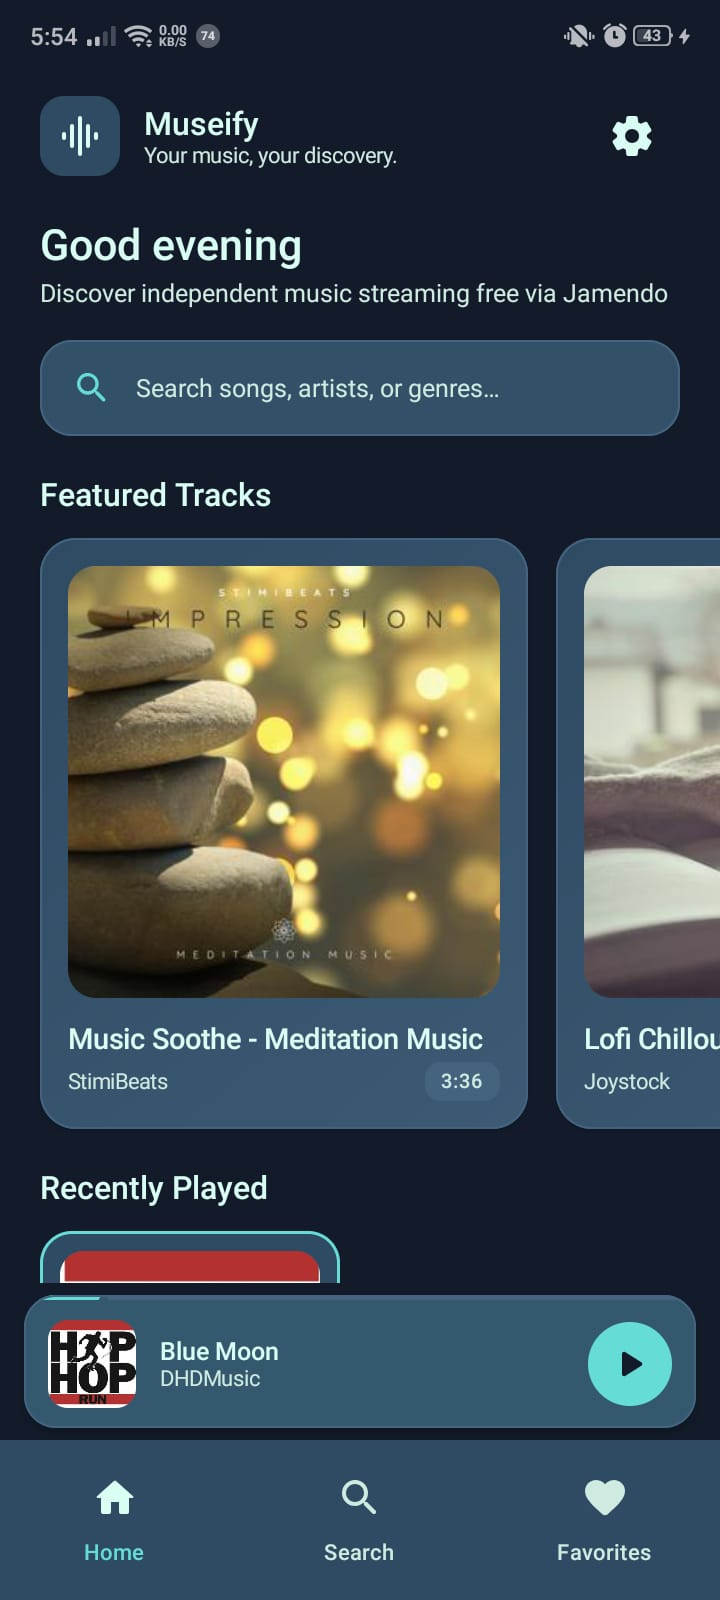 5:54 0.00 KB/S 74 43
Museify
Your music, your discovery.
Good evening
Discover independent music streaming free via Jamendo
Search songs, artists, or genres...
Featured Tracks
STIMIBEATS
IMPRESSION
MEDITATION MUSIC
Music Soothe - Meditation Music
StimiBeats
3:36
Lofi Chillou
Joystock
Recently Played
HIP
HOP
RUN
Blue Moon
DHDMusic
Home Search Favorites